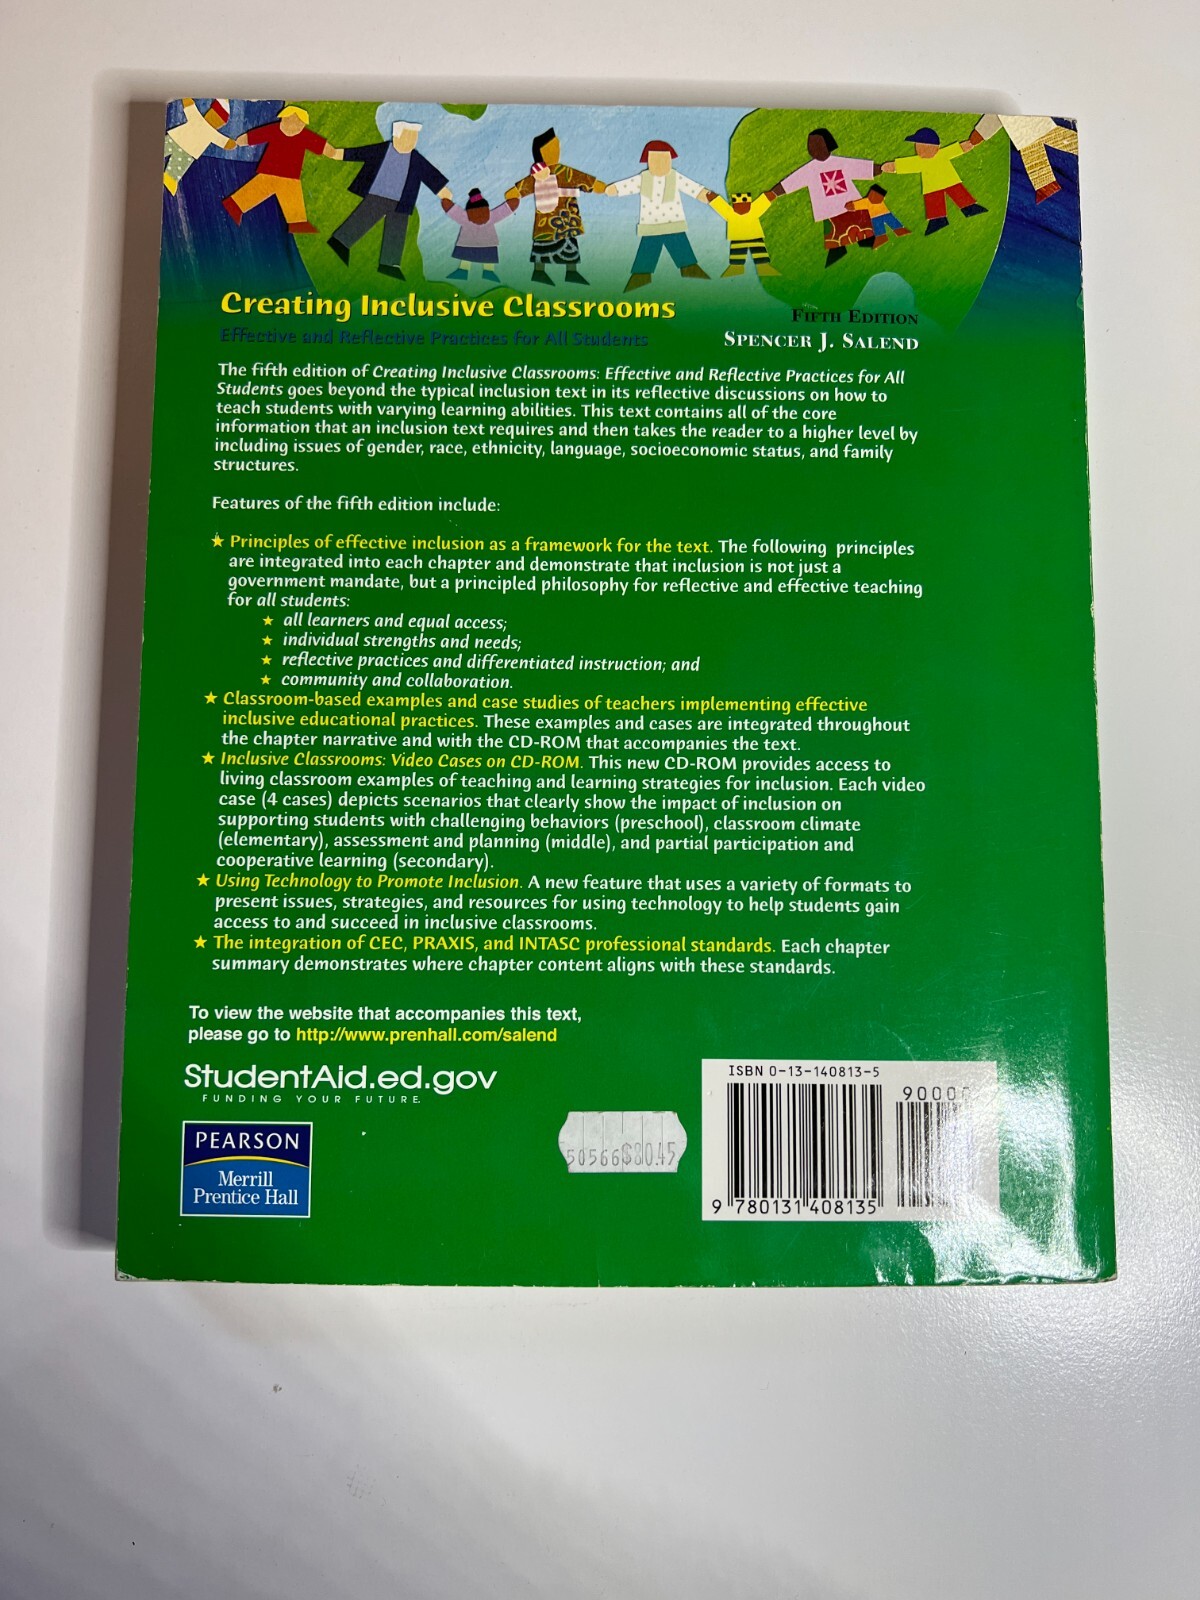 Creating Inclusive Classrooms
Effective and Reflective Practices for All Students
FIFTH EDITION
SPENCER J. SALEND
The fifth edition of Creating Inclusive Classrooms: Effective and Reflective Practices for All
Students goes beyond the typical inclusion text in its reflective discussions on how to
teach students with varying learning abilities. This text contains all of the core
information that an inclusion text requires and then takes the reader to a higher level by
including issues of gender, race, ethnicity, language, socioeconomic status, and family
structures.
Features of the fifth edition include:
★ Principles of effective inclusion as a framework for the text. The following principles
are integrated into each chapter and demonstrate that inclusion is not just a
government mandate, but a principled philosophy for reflective and effective teaching
for all students:
★ all learners and equal access;
★ individual strengths and needs;
★ reflective practices and differentiated instruction; and
★ community and collaboration.
★ Classroom-based examples and case studies of teachers implementing effective
inclusive educational practices. These examples and cases are integrated throughout
the chapter narrative and with the CD-ROM that accompanies the text.
★ Inclusive Classrooms: Video Cases on CD-ROM. This new CD-ROM provides access to
living classroom examples of teaching and learning strategies for inclusion. Each video
case (4 cases) depicts scenarios that clearly show the impact of inclusion on
supporting students with challenging behaviors (preschool), classroom climate
(elementary), assessment and planning (middle), and partial participation and
cooperative learning (secondary).
★ Using Technology to Promote Inclusion. A new feature that uses a variety of formats to
present issues, strategies, and resources for using technology to help students gain
access to and succeed in inclusive classrooms.
★ The integration of CEC, PRAXIS, and INTASC professional standards. Each chapter
summary demonstrates where chapter content aligns with these standards.
To view the website that accompanies this text,
please go to http://www.prenhall.com/salend
StudentAid.ed.gov
FUNDING YOUR FUTURE.
PEARSON
Merrill
Prentice Hall
50566$80.45
ISBN 0-13-140813-5
9 780131 408135